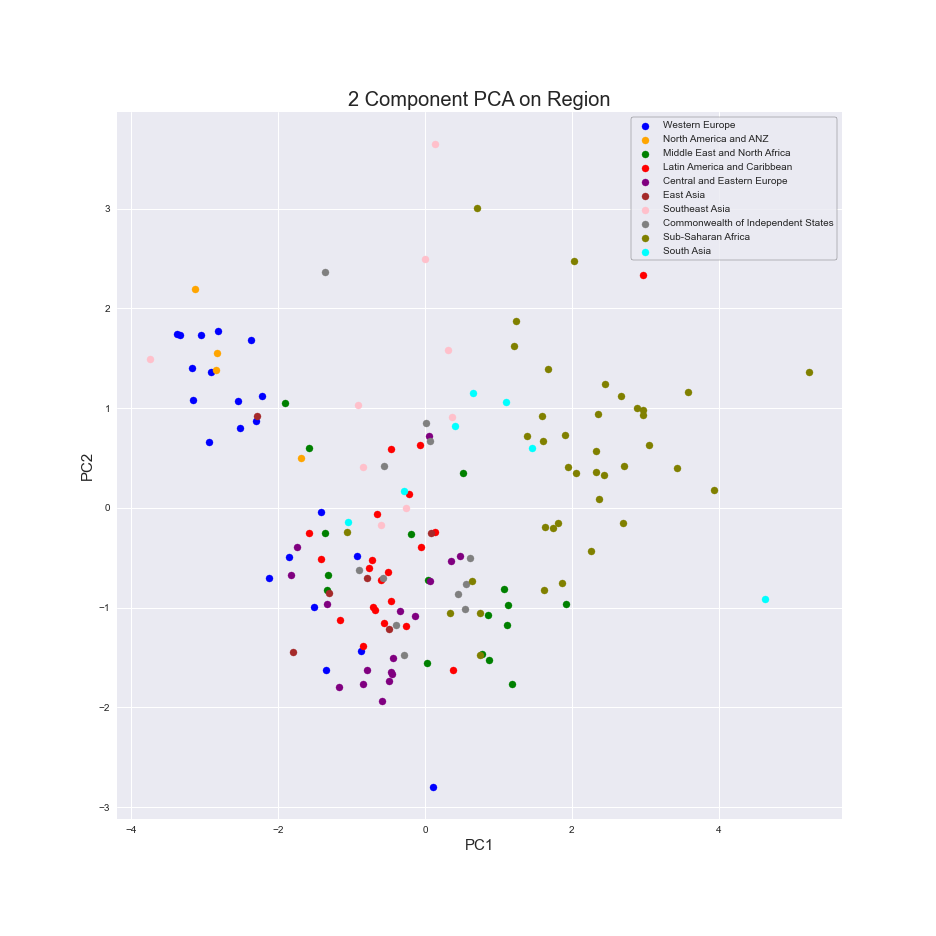 2 Component PCA on Region
Western Europe
North America and ANZ
Middle East and North Africa
Latin America and Caribbean
Central and Eastern Europe
East Asia
Southeast Asia
Commonwealth of Independent States
Sub-Saharan Africa
South Asia
PC2
3
2
1
0
−1
−2
−3
−4
−2
0
2
4
PC1